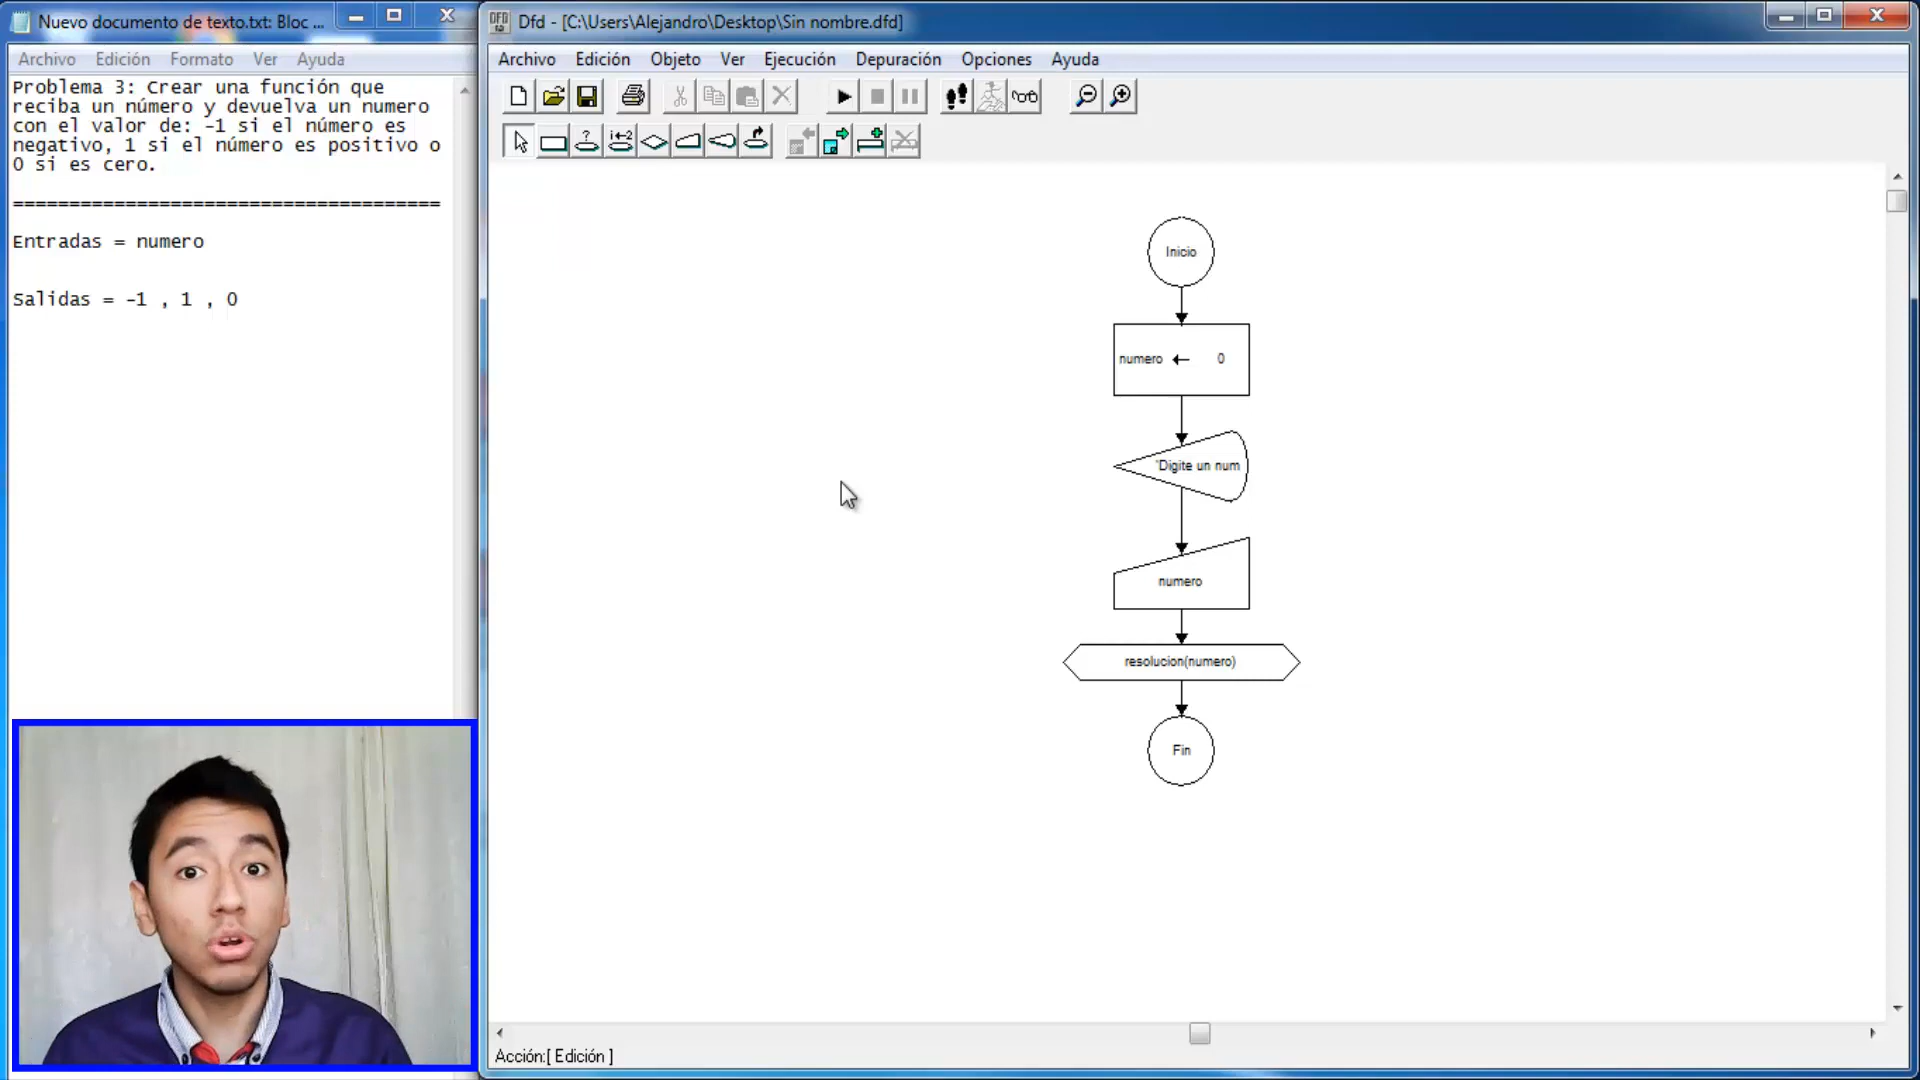 Nuevo documento de texto.txt: Bloc ...
Archivo Edición Formato Ver Ayuda
Problema 3: Crear una función que
reciba un número y devuelva un numero
con el valor de: -1 si el número es
negativo, 1 si el número es positivo o
0 si es cero.
======================================
Entradas = numero
Salidas = -1 , 1 , 0
Dfd - [C:\Users\Alejandro\Desktop\Sin nombre.dfd]
Archivo Edición Objeto Ver Ejecución Depuración Opciones Ayuda
Inicio
numero ← 0
'Digite un num
numero
resolucion(numero)
Fin
Acción:[ Edición ]